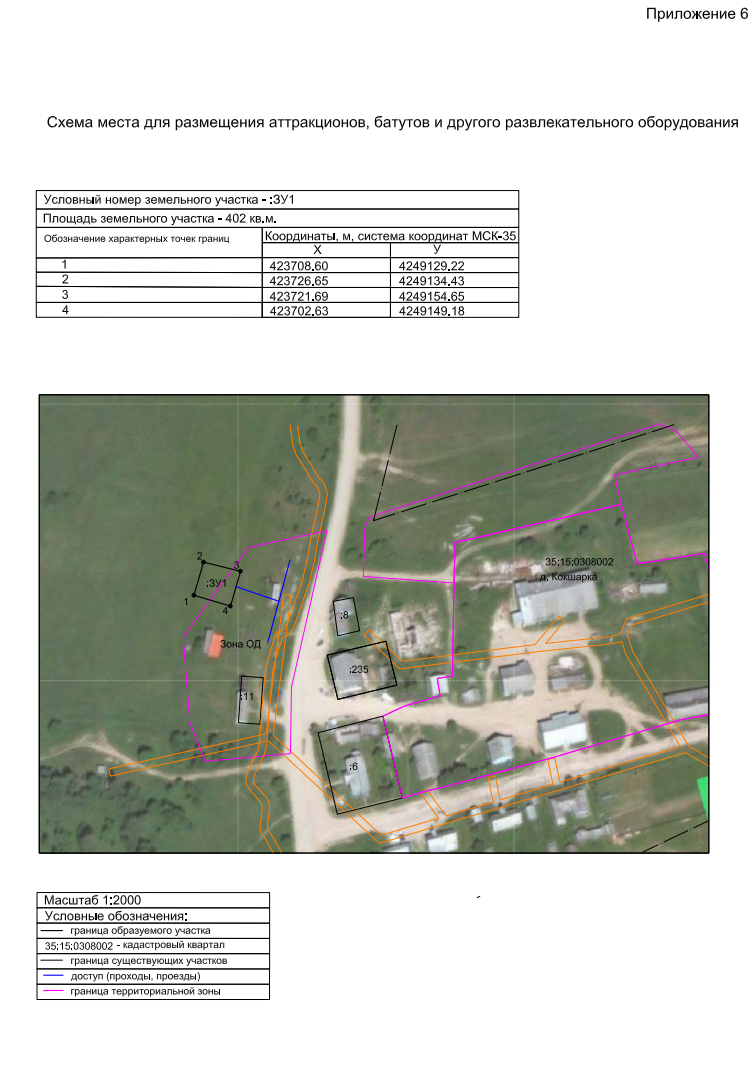 Приложение 6
Схема места для размещения аттракционов, батутов и другого развлекательного оборудования
Условный номер земельного участка - :ЗУ1
Площадь земельного участка - 402 кв.м.
Обозначение характерных точек границ
Координаты, м, система координат МСК-35
Х У
1 423708.60 4249129.22
2 423726.65 4249134.43
3 423721.69 4249154.65
4 423702.63 4249149.18
2
3
:ЗУ1
1
4
35:15:0308002
д. Кокшарка
:8
Зона ОД
:235
:11
:6
Масштаб 1:2000
Условные обозначения:
граница образуемого участка
35:15:0308002 - кадастровый квартал
граница существующих участков
доступ (проходы, проезды)
граница территориальной зоны